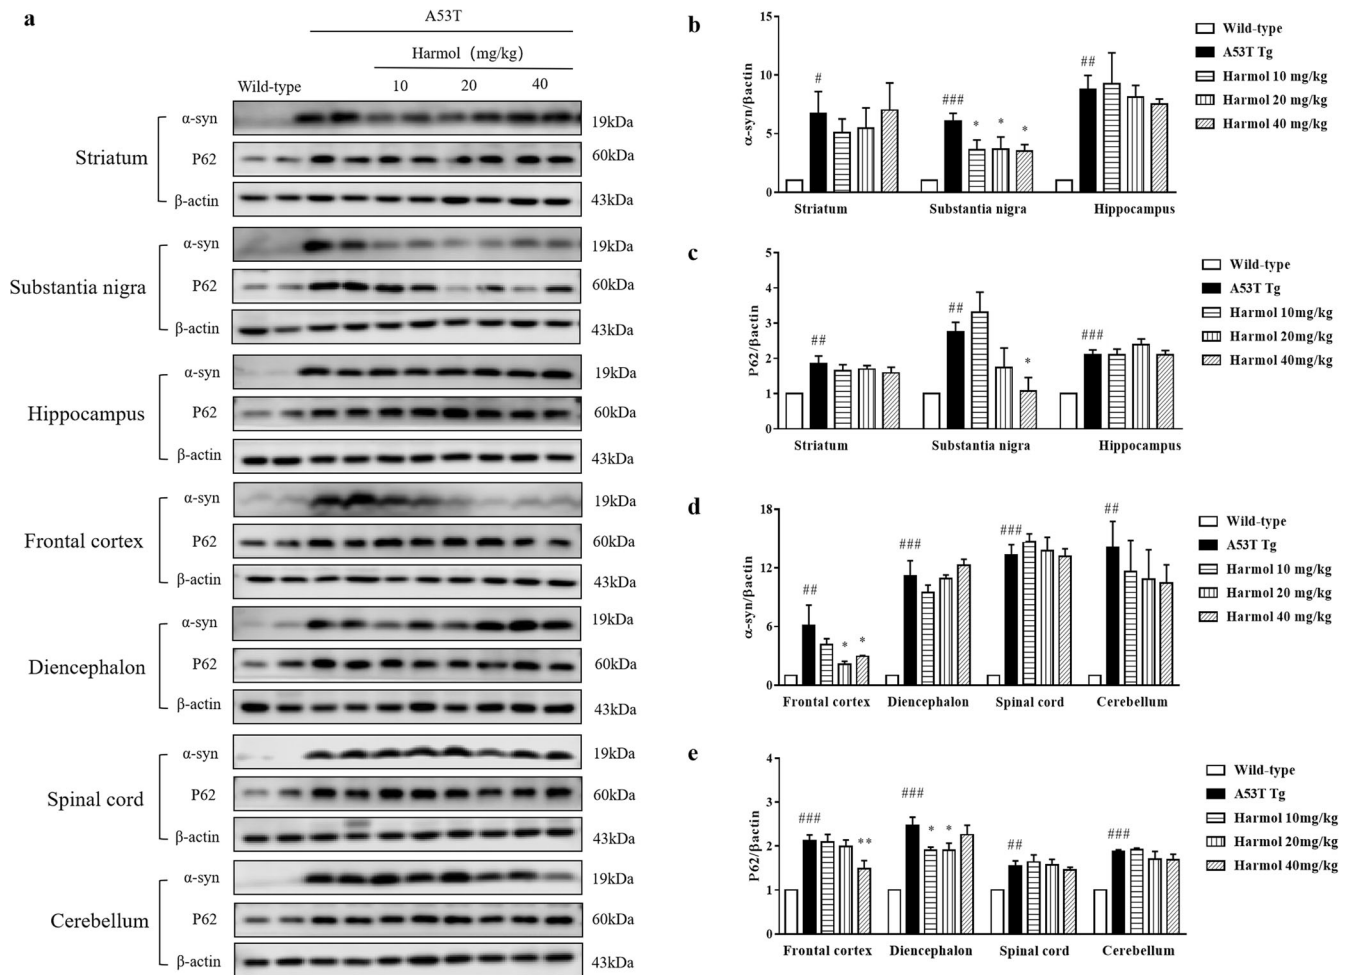 a
A53T
Harmol (mg/kg)
Wild-type 10 20 40
Striatum
α-syn 19kDa
P62 60kDa
β-actin 43kDa
Substantia nigra
α-syn 19kDa
P62 60kDa
β-actin 43kDa
Hippocampus
α-syn 19kDa
P62 60kDa
β-actin 43kDa
Frontal cortex
α-syn 19kDa
P62 60kDa
β-actin 43kDa
Diencephalon
α-syn 19kDa
P62 60kDa
β-actin 43kDa
Spinal cord
α-syn 19kDa
P62 60kDa
β-actin 43kDa
Cerebellum
α-syn 19kDa
P62 60kDa
β-actin 43kDa
b
α-syn/βactin
15
10
5
0
# ### * * * ##
Striatum Substantia nigra Hippocampus
Wild-type
A53T Tg
Harmol 10 mg/kg
Harmol 20 mg/kg
Harmol 40 mg/kg
c
P62/βactin
5
4
3
2
1
0
## ## * ###
Striatum Substantia nigra Hippocampus
Wild-type
A53T Tg
Harmol 10mg/kg
Harmol 20mg/kg
Harmol 40mg/kg
d
α-syn/βactin
18
12
6
0
## * * ### ### ##
Frontal cortex Diencephalon Spinal cord Cerebellum
Wild-type
A53T Tg
Harmol 10 mg/kg
Harmol 20 mg/kg
Harmol 40 mg/kg
e
P62/βactin
4
3
2
1
0
### ** ### * * ## ###
Frontal cortex Diencephalon Spinal cord Cerebellum
Wild-type
A53T Tg
Harmol 10mg/kg
Harmol 20mg/kg
Harmol 40mg/kg